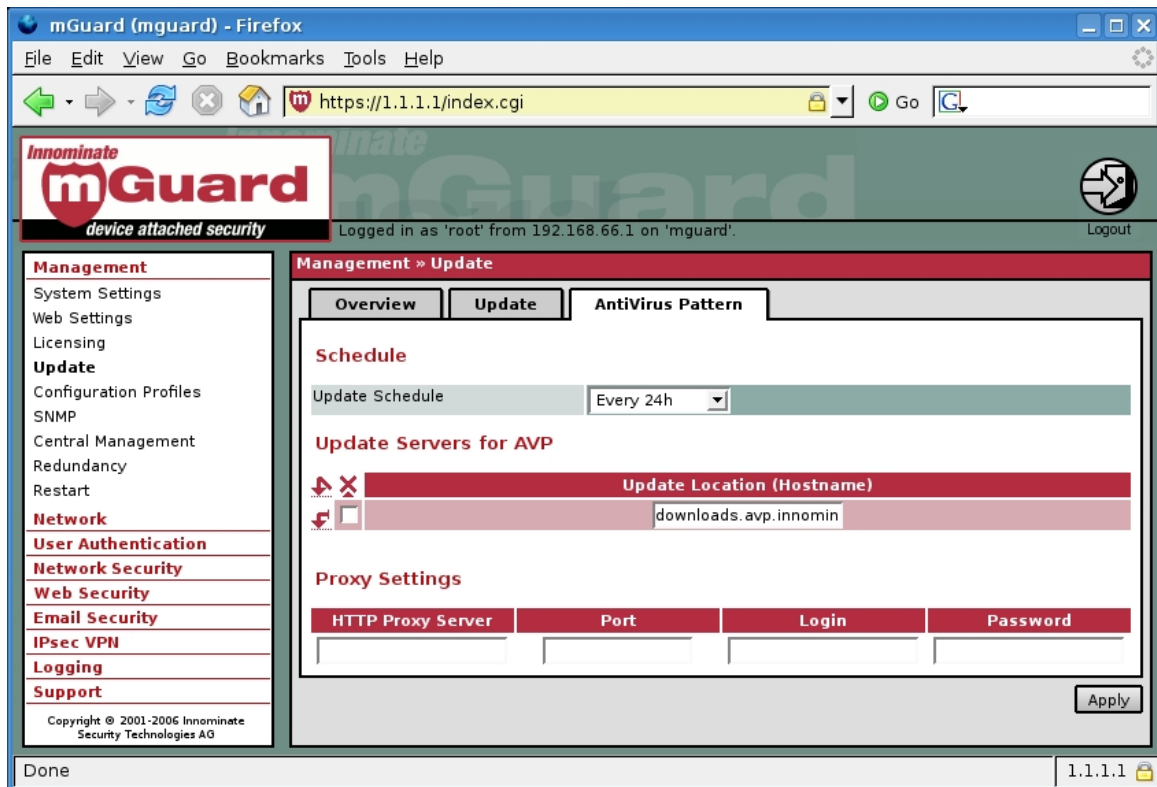 mGuard (mguard) - Firefox
File Edit View Go Bookmarks Tools Help
https://1.1.1.1/index.cgi
Go
G
Innominate
mGuard
device attached security
Logged in as 'root' from 192.168.66.1 on 'mguard'.
Logout
Management
System Settings
Web Settings
Licensing
Update
Configuration Profiles
SNMP
Central Management
Redundancy
Restart
Network
User Authentication
Network Security
Web Security
Email Security
IPsec VPN
Logging
Support
Copyright © 2001-2006 Innominate
Security Technologies AG
Management » Update
Overview Update AntiVirus Pattern
Schedule
Update Schedule Every 24h
Update Servers for AVP
Update Location (Hostname)
downloads.avp.innomin
Proxy Settings
HTTP Proxy Server Port Login Password
Apply
Done 1.1.1.1